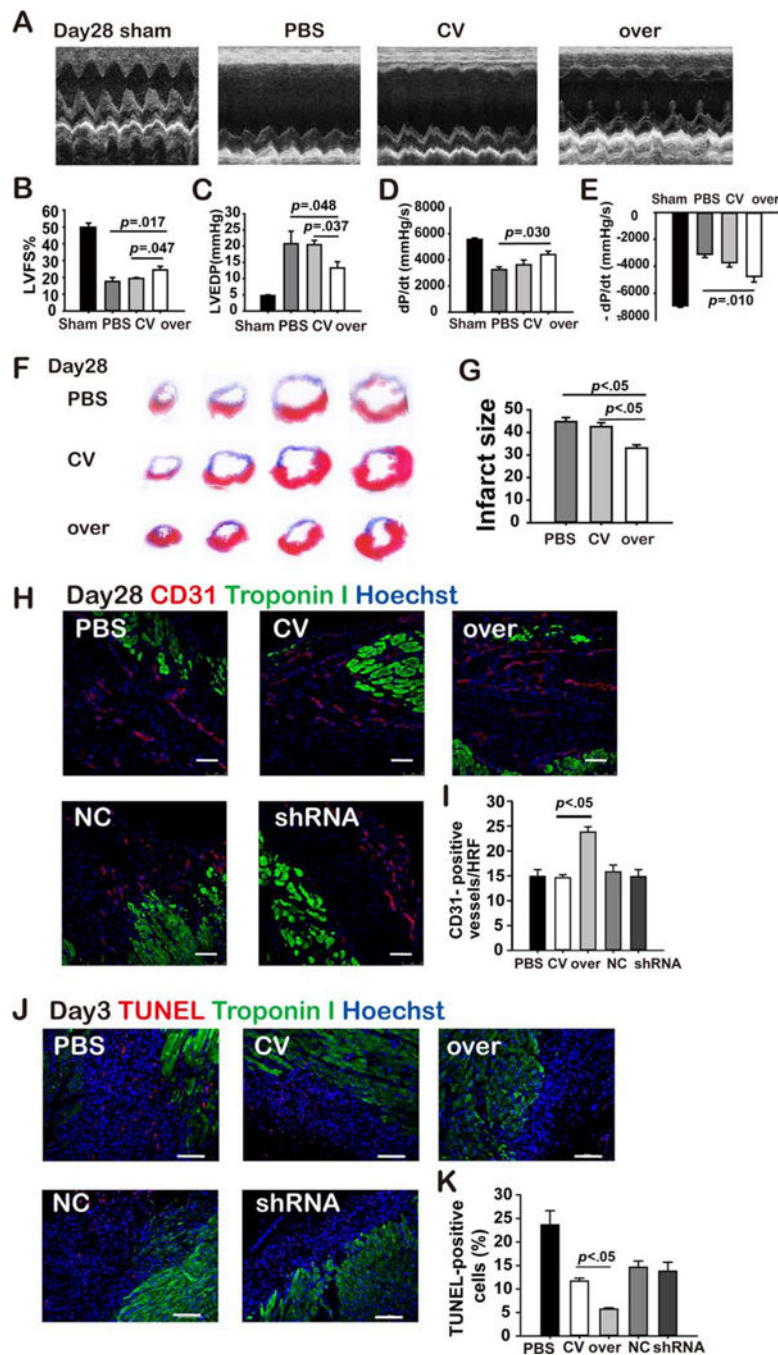 A
Day28 sham PBS CV over
B
LVFS%
60
50
40
30
20
10
0
p=.017
p=.047
Sham PBS CV over
C
LVEDP(mmHg)
30
25
20
15
10
5
0
p=.048
p=.037
Sham PBS CV over
D
dP/dt (mmHg/s)
8000
6000
4000
2000
0
p=.030
Sham PBS CV over
E
- dP/dt (mmHg/s)
Sham PBS CV over
0
-2000
-4000
-6000
-8000
p=.010
F
Day28
PBS
CV
over
G
Infarct size
50
40
30
20
10
0
p<.05
p<.05
PBS CV over
H
Day28 CD31 Troponin I Hoechst
PBS CV over
NC shRNA
I
CD31- positive
vessels/HRF
30
25
20
15
10
5
0
p<.05
PBS CV over NC shRNA
J
Day3 TUNEL Troponin I Hoechst
PBS CV over
NC shRNA
K
TUNEL-positive
cells (%)
30
25
20
15
10
5
0
p<.05
PBS CV over NC shRNA